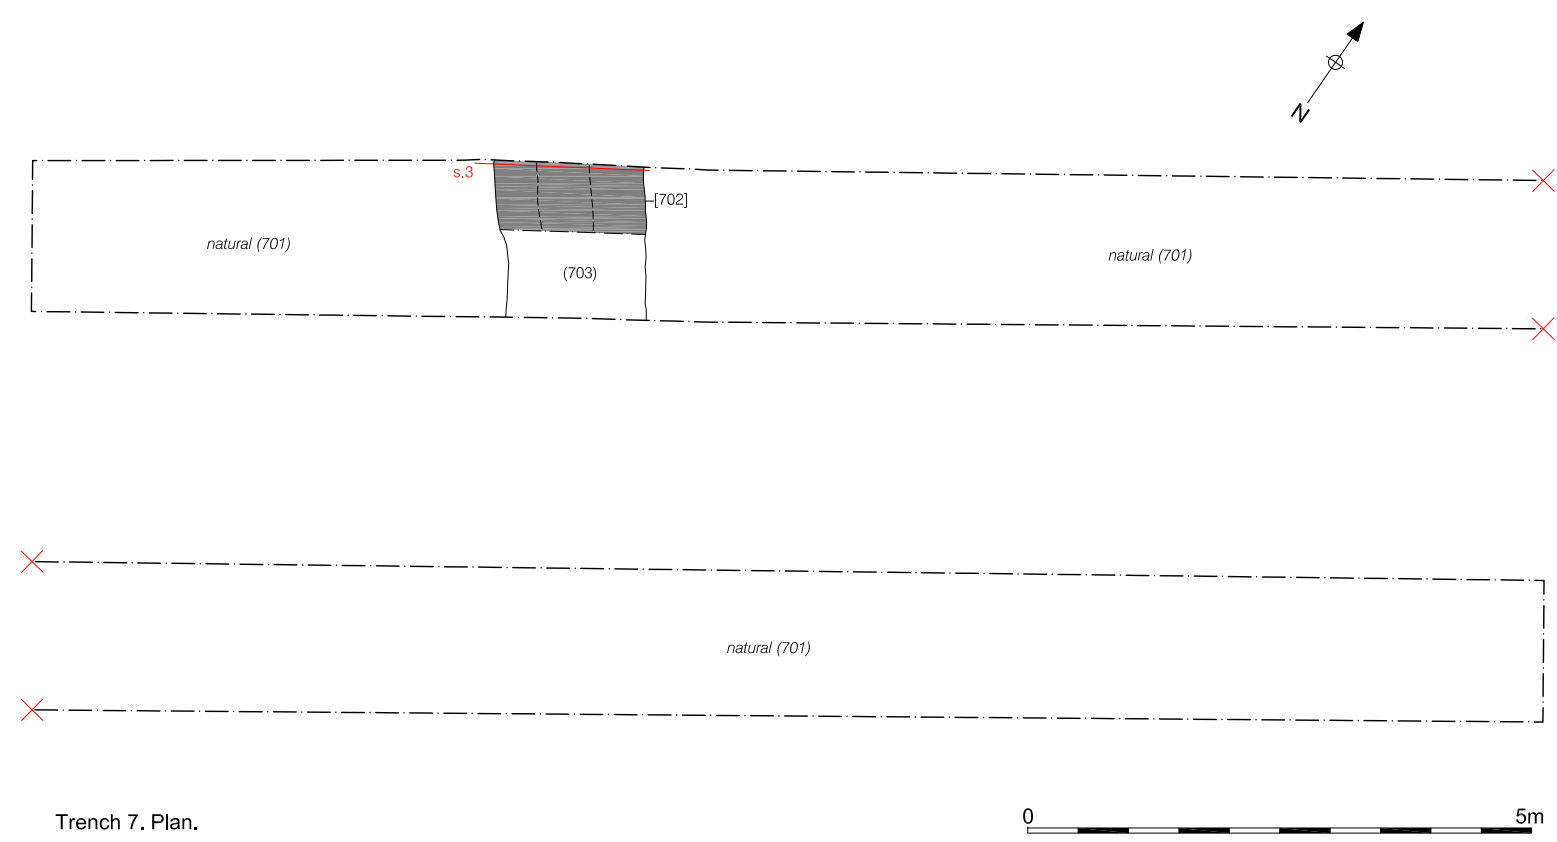 N
s.3
[702]
natural (701)
(703)
natural (701)
natural (701)
Trench 7. Plan.
0 5m